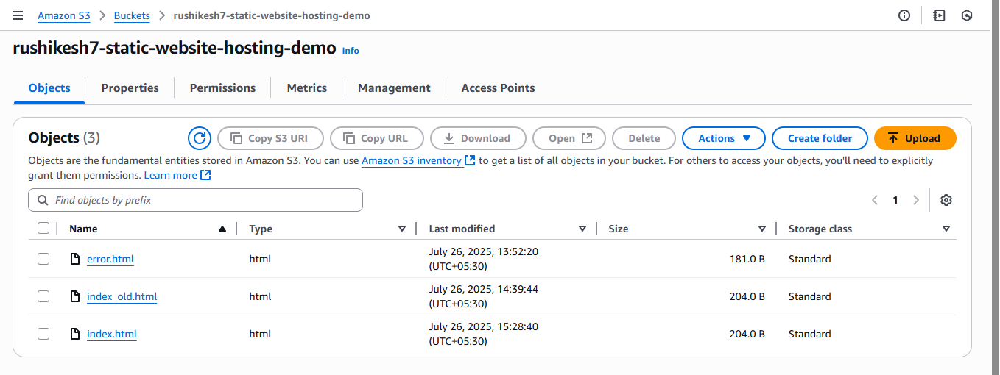 Amazon S3 > Buckets > rushikesh7-static-website-hosting-demo
rushikesh7-static-website-hosting-demo Info
Objects Properties Permissions Metrics Management Access Points
Objects (3) Copy S3 URI Copy URL Download Open Delete Actions Create folder Upload
Objects are the fundamental entities stored in Amazon S3. You can use Amazon S3 inventory to get a list of all objects in your bucket. For others to access your objects, you'll need to explicitly
grant them permissions. Learn more
Find objects by prefix 1
Name Type Last modified Size Storage class
error.html html July 26, 2025, 13:52:20 181.0 B Standard
(UTC+05:30)
index_old.html html July 26, 2025, 14:39:44 204.0 B Standard
(UTC+05:30)
index.html html July 26, 2025, 15:28:40 204.0 B Standard
(UTC+05:30)